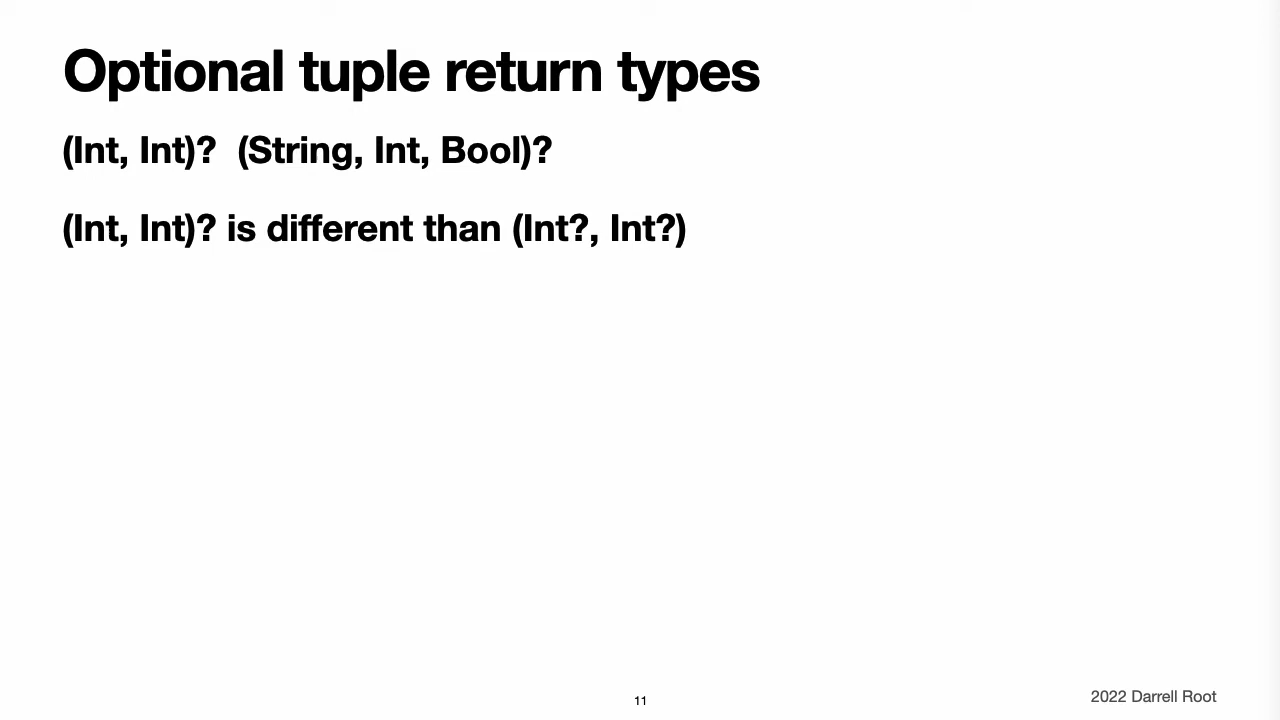 Optional tuple return types
(Int, Int)?  (String, Int, Bool)?
(Int, Int)? is different than (Int?, Int?)
11
2022 Darrell Root